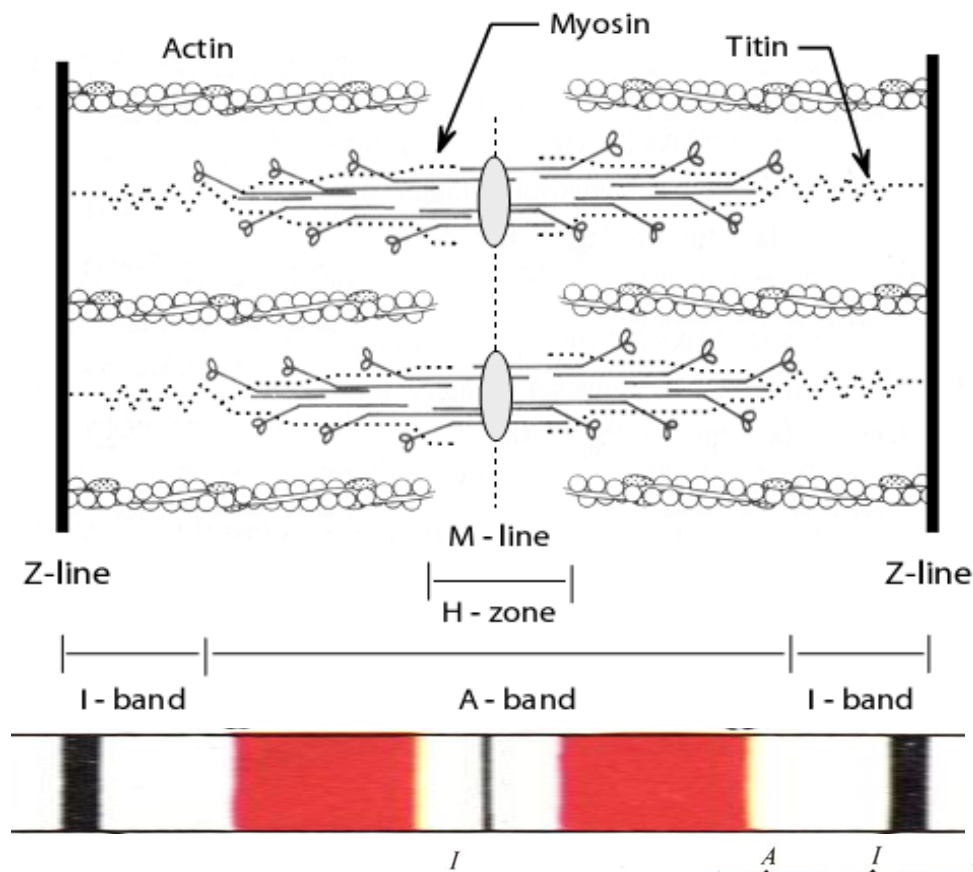 Myosin
Actin
Titin
M - line
Z-line
Z-line
H - zone
I - band
A - band
I - band
I
A
I